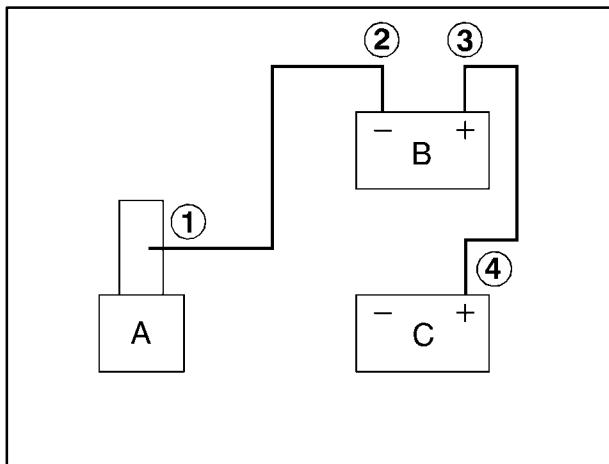 ② ③
− +
B
①
④
A
− +
C